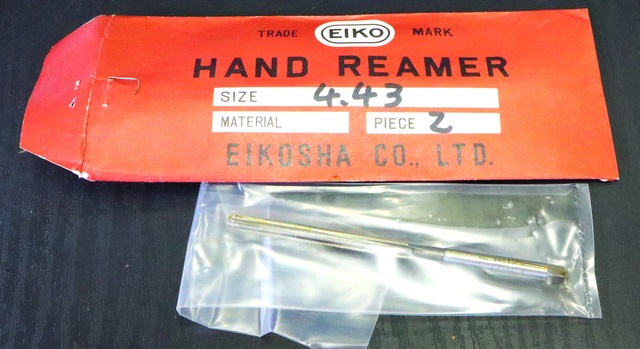 TRADE EIKO MARK
HAND REAMER
SIZE 4.43
MATERIAL PIECE 2
EIKOSHA CO., LTD.